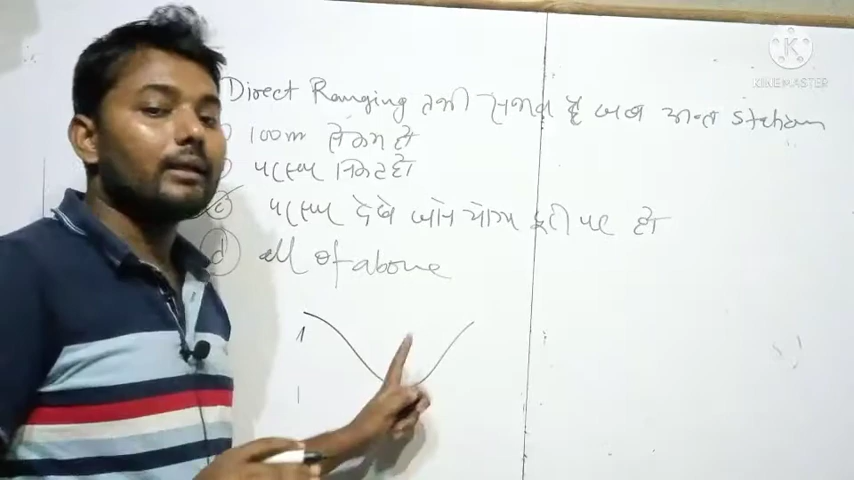 Direct Ranging तभी संभव है जब अन्त station
100m से कम हो
परस्पर निकट हो
c परस्पर देखे जाने योग्य दूरी पर हो
d all of above
KINEMASTER